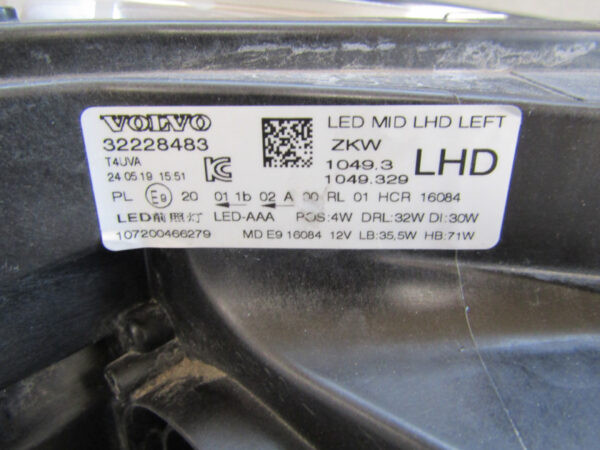 VOLVO
32228483
T4UVA
24 05 19 15:51
LED MID LHD LEFT
ZKW
1049.3
1049.329
LHD
PL E9 20 01 1b 02 A 00 RL 01 HCR 16084
LED前照灯 LED-AAA POS:4W DRL:32W DI:30W
107200466279 MD E9 16084 12V LB:35,5W HB:71W